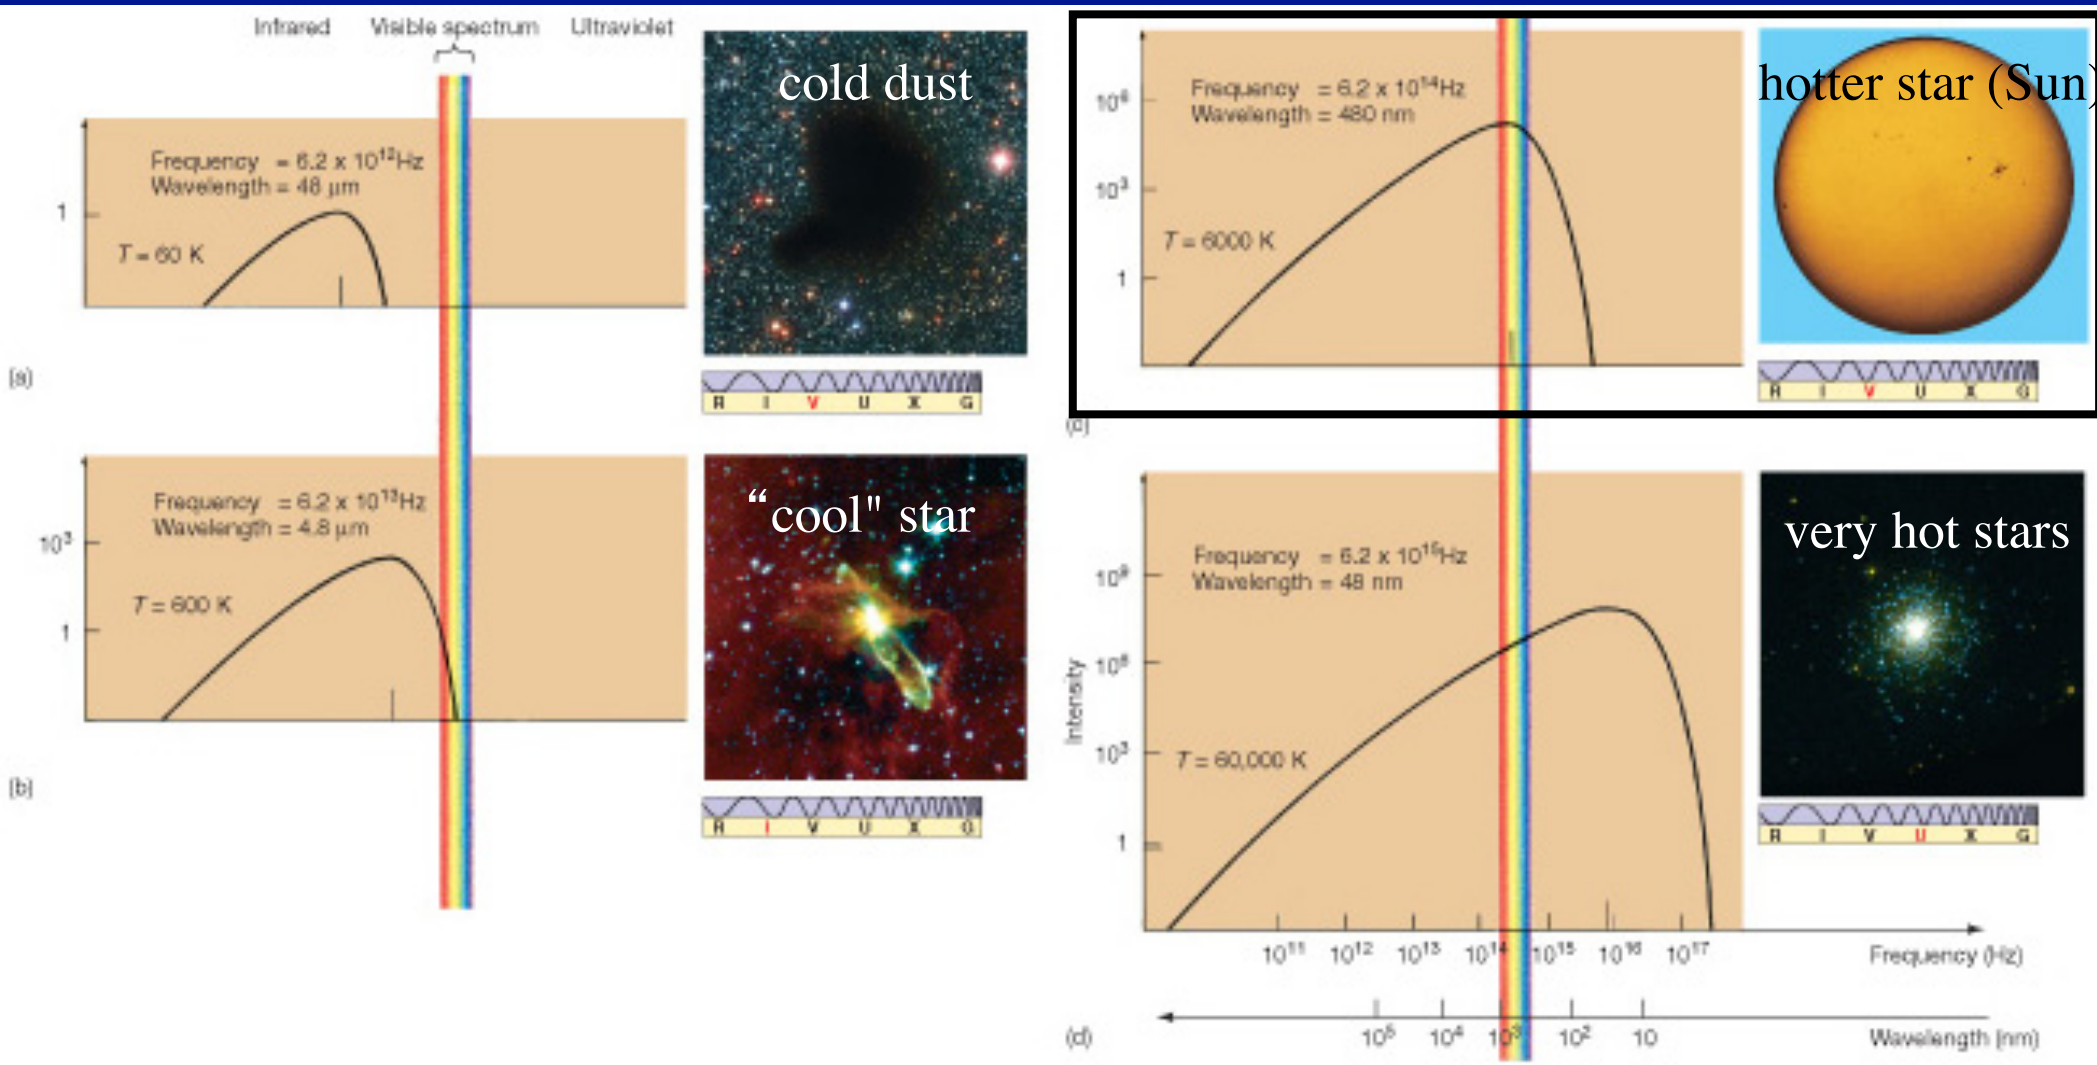 Infrared Visible spectrum Ultraviolet
cold dust
Frequency = 6.2 x 10¹²Hz
Wavelength = 48 μm
1
T = 60 K
(a)
R I V U X G
"cool" star
Frequency = 6.2 x 10¹³Hz
Wavelength = 4.8 μm
10³
T = 600 K
1
(b)
R I V U X G
hotter star (Sun)
Frequency = 6.2 x 10¹⁴Hz
Wavelength = 480 nm
10⁶
10³
T = 6000 K
1
R I V U X G
(c)
very hot stars
Frequency = 6.2 x 10¹⁵Hz
Wavelength = 48 nm
10⁹
10⁶
Intensity
10³
T = 60,000 K
1
R I V U X G
10¹¹ 10¹² 10¹³ 10¹⁴ 10¹⁵ 10¹⁶ 10¹⁷ Frequency (Hz)
(d) 10⁵ 10⁴ 10³ 10² 10 Wavelength (nm)